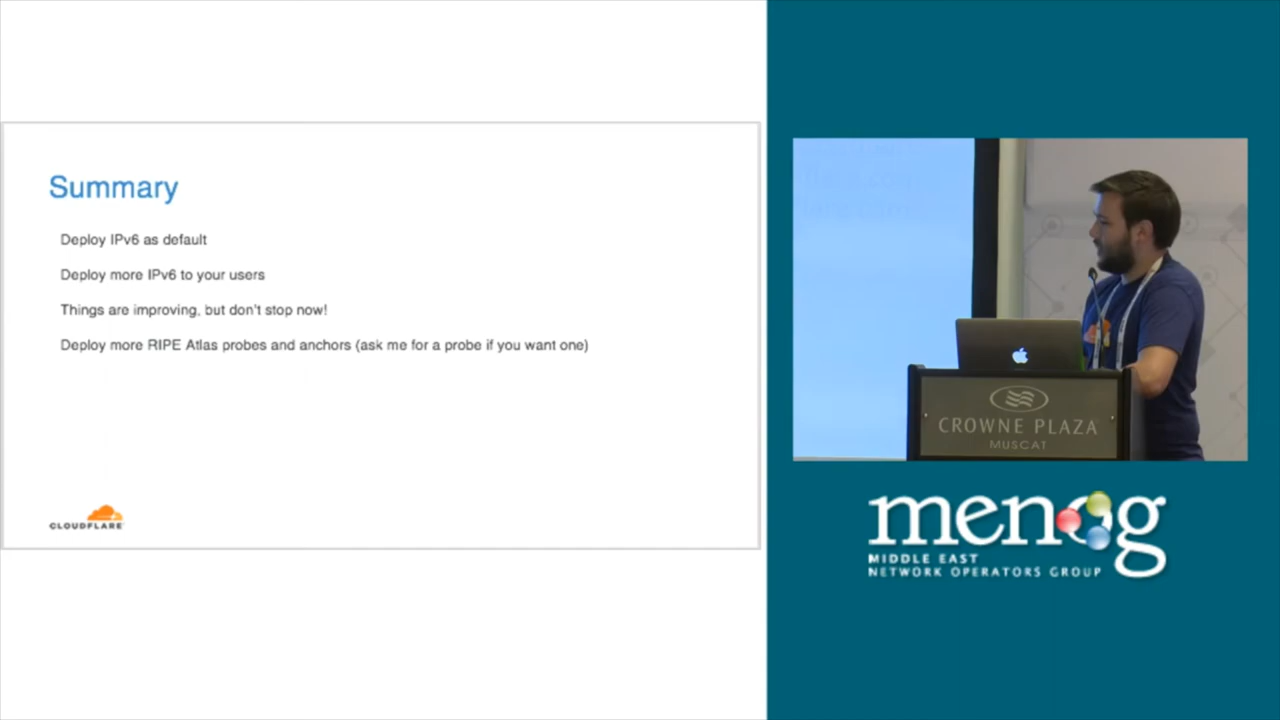 Summary
Deploy IPv6 as default
Deploy more IPv6 to your users
Things are improving, but don't stop now!
Deploy more RIPE Atlas probes and anchors (ask me for a probe if you want one)
CLOUDFLARE
CROWNE PLAZA
MUSCAT
menog
MIDDLE EAST
NETWORK OPERATORS GROUP